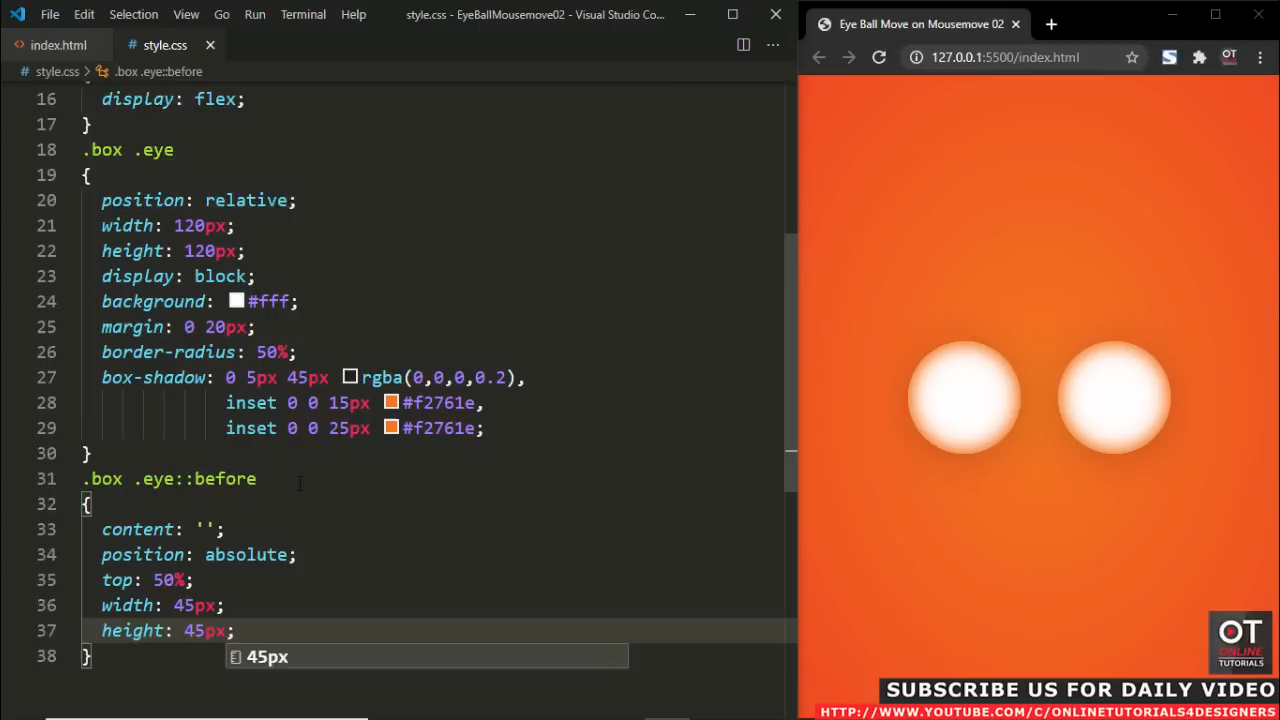 File Edit Selection View Go Run Terminal Help style.css - EyeBallMousemove02 - Visual Studio Co...
index.html style.css
style.css > .box .eye::before
16 display: flex;
17 }
18 .box .eye
19 {
20 position: relative;
21 width: 120px;
22 height: 120px;
23 display: block;
24 background: #fff;
25 margin: 0 20px;
26 border-radius: 50%;
27 box-shadow: 0 5px 45px rgba(0,0,0,0.2),
28 inset 0 0 15px #f2761e,
29 inset 0 0 25px #f2761e;
30 }
31 .box .eye::before
32 {
33 content: '';
34 position: absolute;
35 top: 50%;
36 width: 45px;
37 height: 45px;
45px
38 }
Eye Ball Move on Mousemove 02
127.0.0.1:5500/index.html
OT
OT
ONLINE
TUTORIALS
SUBSCRIBE US FOR DAILY VIDEO
HTTP://WWW.YOUTUBE.COM/C/ONLINETUTORIALS4DESIGNERS